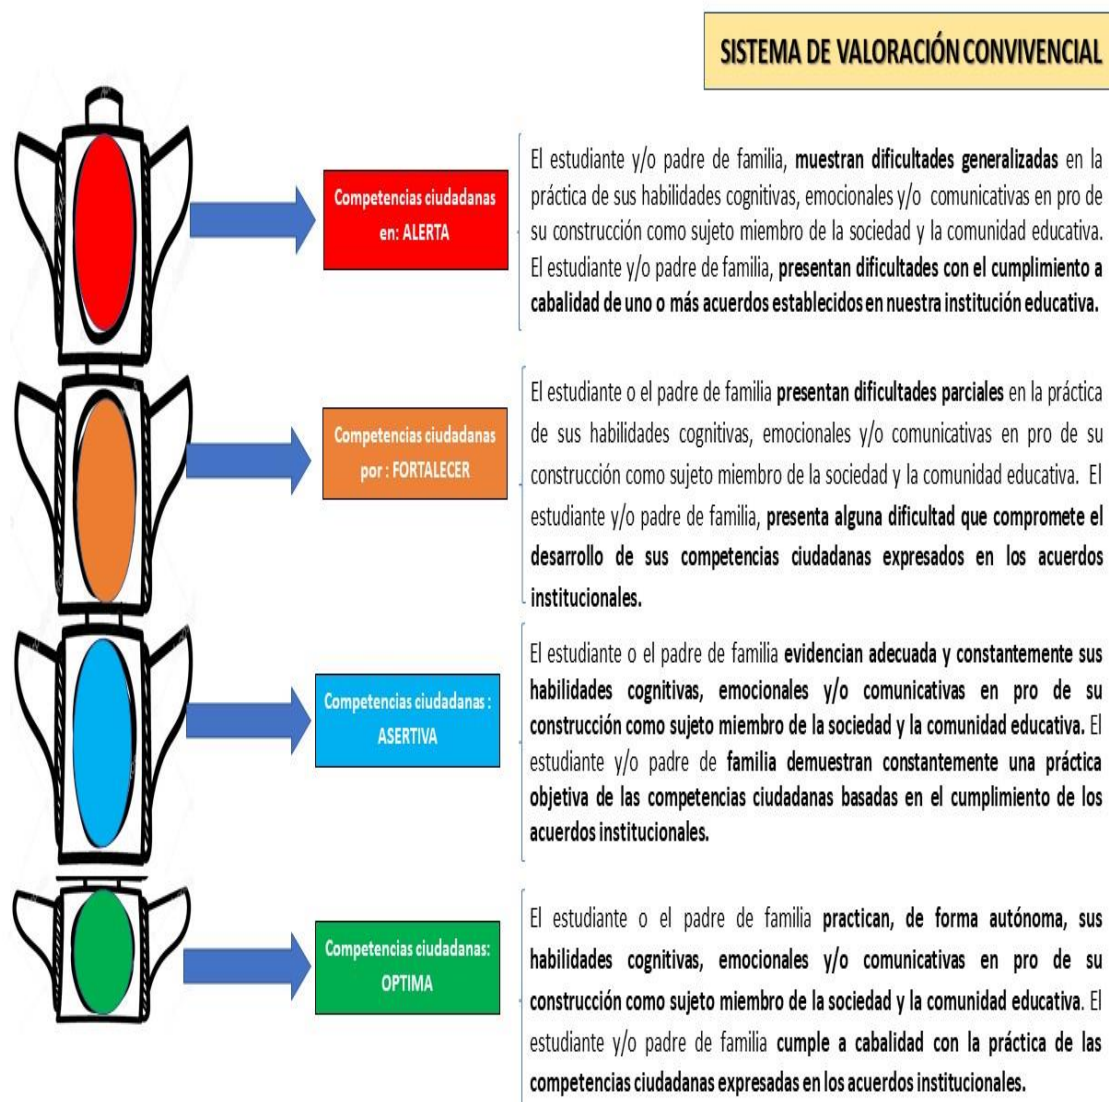 SISTEMA DE VALORACIÓN CONVIVENCIAL
Competencias ciudadanas
en: ALERTA
El estudiante y/o padre de familia, muestran dificultades generalizadas en la
práctica de sus habilidades cognitivas, emocionales y/o comunicativas en pro de
su construcción como sujeto miembro de la sociedad y la comunidad educativa.
El estudiante y/o padre de familia, presentan dificultades con el cumplimiento a
cabalidad de uno o más acuerdos establecidos en nuestra institución educativa.
Competencias ciudadanas
por : FORTALECER
El estudiante o el padre de familia presentan dificultades parciales en la práctica
de sus habilidades cognitivas, emocionales y/o comunicativas en pro de su
construcción como sujeto miembro de la sociedad y la comunidad educativa. El
estudiante y/o padre de familia, presenta alguna dificultad que compromete el
desarrollo de sus competencias ciudadanas expresados en los acuerdos
institucionales.
Competencias ciudadanas :
ASERTIVA
El estudiante o el padre de familia evidencian adecuada y constantemente sus
habilidades cognitivas, emocionales y/o comunicativas en pro de su
construcción como sujeto miembro de la sociedad y la comunidad educativa. El
estudiante y/o padre de familia demuestran constantemente una práctica
objetiva de las competencias ciudadanas basadas en el cumplimiento de los
acuerdos institucionales.
Competencias ciudadanas:
OPTIMA
El estudiante o el padre de familia practican, de forma autónoma, sus
habilidades cognitivas, emocionales y/o comunicativas en pro de su
construcción como sujeto miembro de la sociedad y la comunidad educativa. El
estudiante y/o padre de familia cumple a cabalidad con la práctica de las
competencias ciudadanas expresadas en los acuerdos institucionales.